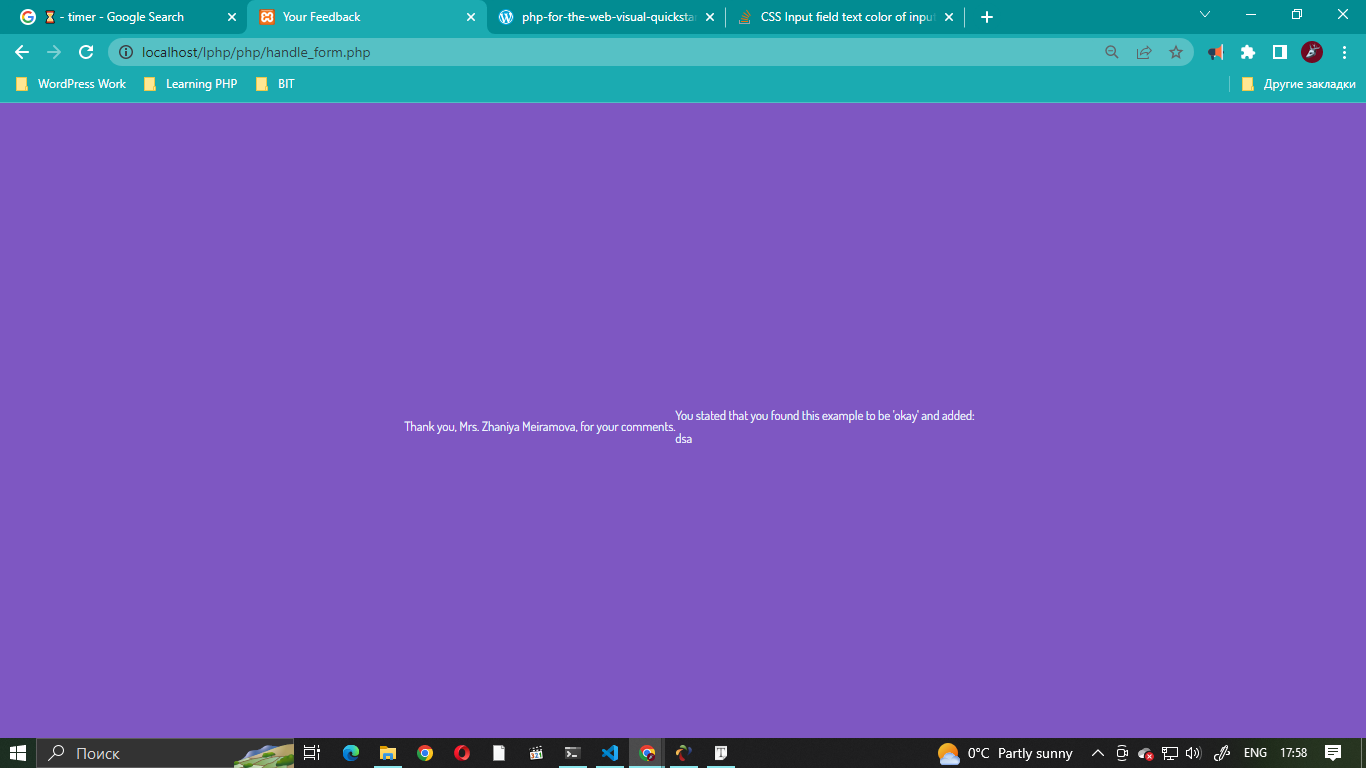 - timer - Google Search
Your Feedback
php-for-the-web-visual-quicksta
CSS Input field text color of inpu
localhost/lphp/php/handle_form.php
WordPress Work
Learning PHP
BIT
Другие закладки
Thank you, Mrs. Zhaniya Meiramova, for your comments.
You stated that you found this example to be 'okay' and added:
dsa
Поиск
0°C Partly sunny
ENG
17:58